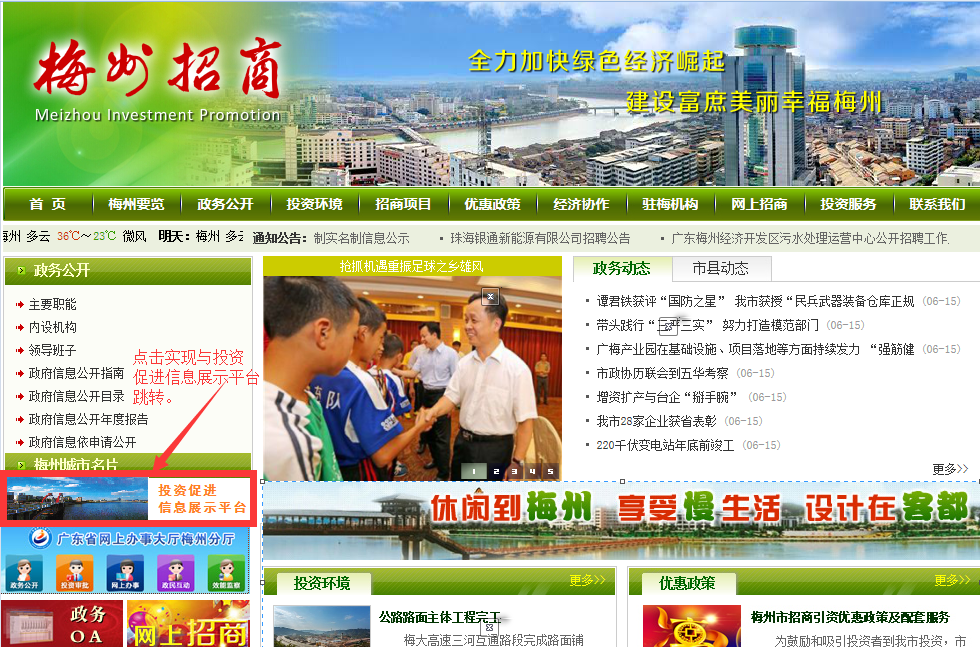 梅州招商
Meizhou Investment Promotion
全力加快绿色经济崛起
建设富庶美丽幸福梅州
首 页 梅州要览 政务公开 投资环境 招商项目 优惠政策 经济协作 驻梅机构 网上招商 投资服务 联系我们
多云 36℃～23℃ 微风 明天：梅州 多云
通知公告： 制实名制信息公示 · 珠海银通新能源有限公司招聘公告 · 广东梅州经济开发区污水处理运营中心公开招聘工作.
政务公开
主要职能
内设机构
领导班子
政府信息公开指南
政府信息公开目录
政府信息公开年度报告
政府信息依申请公开
点击实现与投资
促进信息展示平台
跳转。
梅州城市名片
投资促进
信息展示平台
广东省网上办事大厅梅州分厅
政务公开 投资审批 网上办事 政民互动 效能监察
政务
OA
网上招商
抢抓机遇重振足球之乡雄风
队
1 2 3 4 5
政务动态 市县动态
谭君铁获评“国防之星” 我市获授“民兵武器装备仓库正规 (06-15)
带头践行“三严三实” 努力打造模范部门 (06-15)
广梅产业园在基础设施、项目落地等方面持续发力 “强筋健 (06-15)
市政协历联会到五华考察 (06-15)
增资扩产与台企“掰手腕” (06-15)
我市28家企业获省表彰 (06-15)
220千伏变电站年底前竣工 (06-15)
更多>>
休闲到梅州 享受慢生活 设计在客都
投资环境 更多>>
公路路面主体工程完工
梅大高速三河互通路段完成路面铺
优惠政策 更多>>
梅州市招商引资优惠政策及配套服务
为鼓励和吸引投资者到我市投资，市